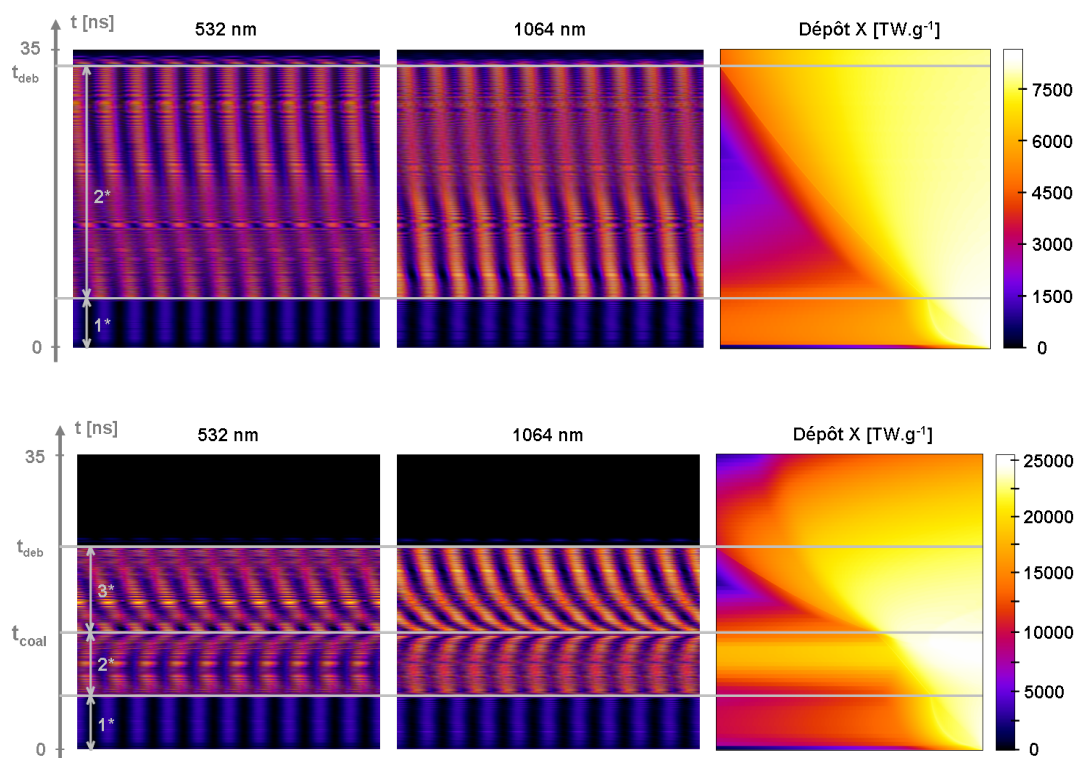 t [ns]
532 nm
1064 nm
Dépôt X [TW.g⁻¹]
35
t_deb
7500
6000
2*
4500
3000
1500
1*
0
0
t [ns]
532 nm
1064 nm
Dépôt X [TW.g⁻¹]
35
25000
20000
t_deb
15000
3*
t_coal
10000
2*
5000
1*
0
0